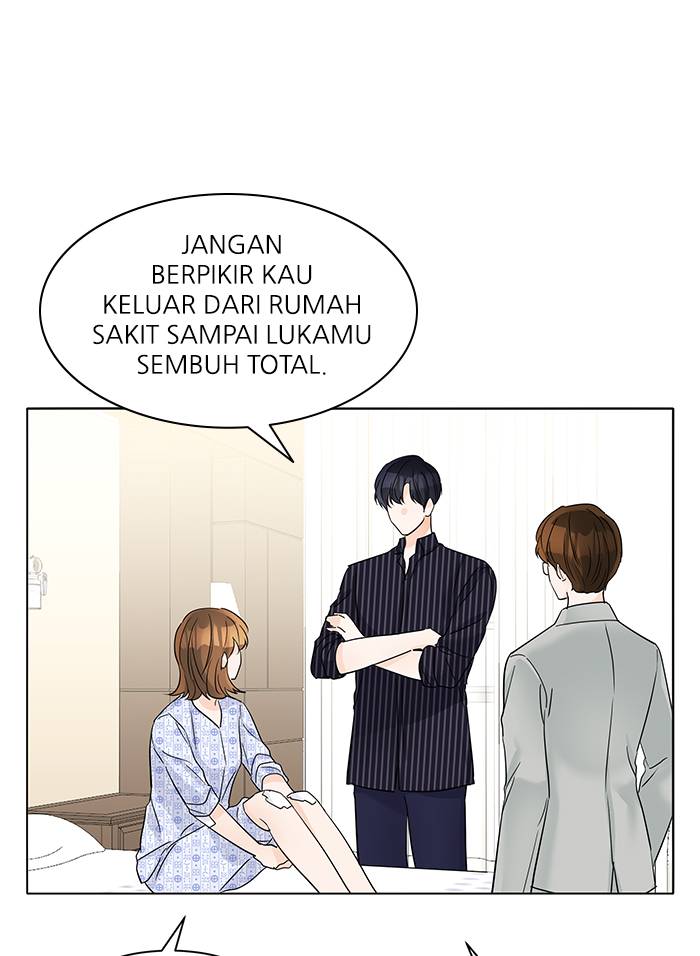 JANGAN
BERPIKIR KAU
KELUAR DARI RUMAH
SAKIT SAMPAI LUKAMU
SEMBUH TOTAL.